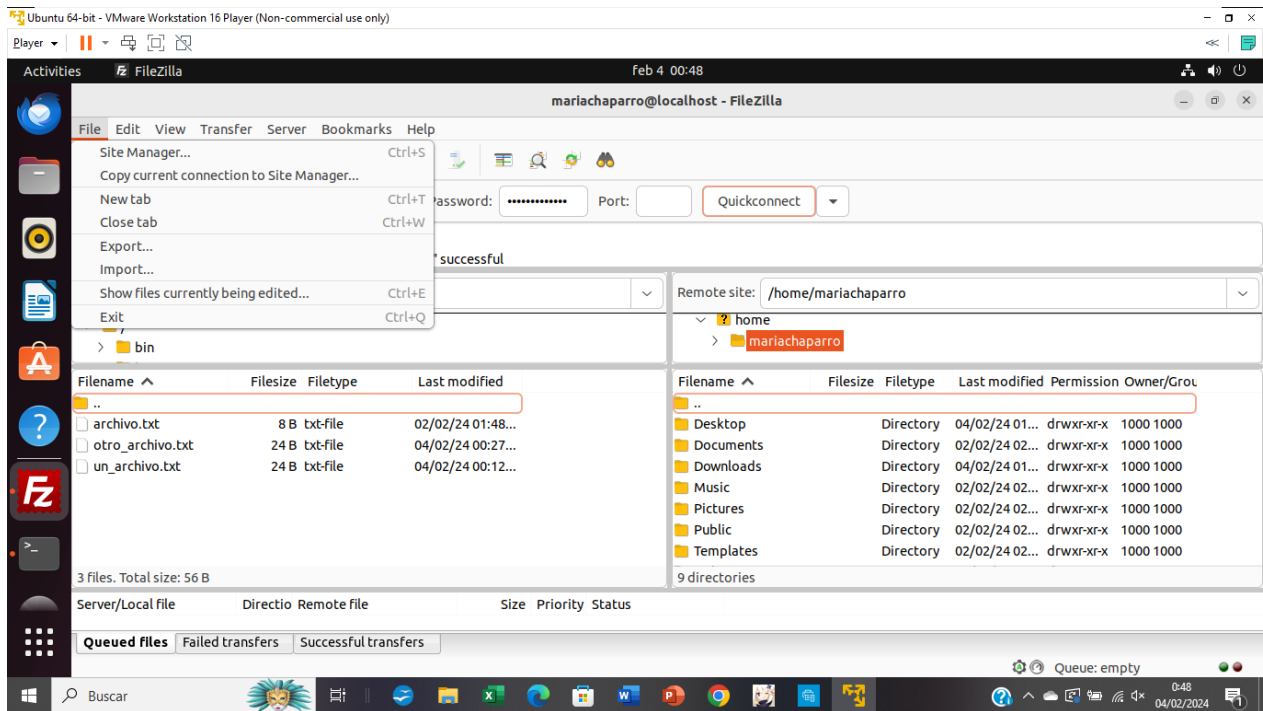 Ubuntu 64-bit - VMware Workstation 16 Player (Non-commercial use only)
Player
Activities FileZilla feb 4 00:48
mariachaparro@localhost - FileZilla
File Edit View Transfer Server Bookmarks Help
Site Manager... Ctrl+S
Copy current connection to Site Manager...
New tab Ctrl+T
Close tab Ctrl+W
Export...
Import...
Show files currently being edited... Ctrl+E
Exit Ctrl+Q
Password: ••••••••••••• Port: Quickconnect
" successful
Remote site: /home/mariachaparro
/ ? home
bin mariachaparro
Filename Filesize Filetype Last modified Filename Filesize Filetype Last modified Permission Owner/Grou
.. ..
archivo.txt 8 B txt-file 02/02/24 01:48... Desktop Directory 04/02/24 01... drwxr-xr-x 1000 1000
otro_archivo.txt 24 B txt-file 04/02/24 00:27... Documents Directory 02/02/24 02... drwxr-xr-x 1000 1000
un_archivo.txt 24 B txt-file 04/02/24 00:12... Downloads Directory 04/02/24 01... drwxr-xr-x 1000 1000
Music Directory 02/02/24 02... drwxr-xr-x 1000 1000
Pictures Directory 02/02/24 02... drwxr-xr-x 1000 1000
Public Directory 02/02/24 02... drwxr-xr-x 1000 1000
Templates Directory 02/02/24 02... drwxr-xr-x 1000 1000
3 files. Total size: 56 B 9 directories
Server/Local file Directio Remote file Size Priority Status
Queued files Failed transfers Successful transfers
Queue: empty
Buscar 0:48
04/02/2024